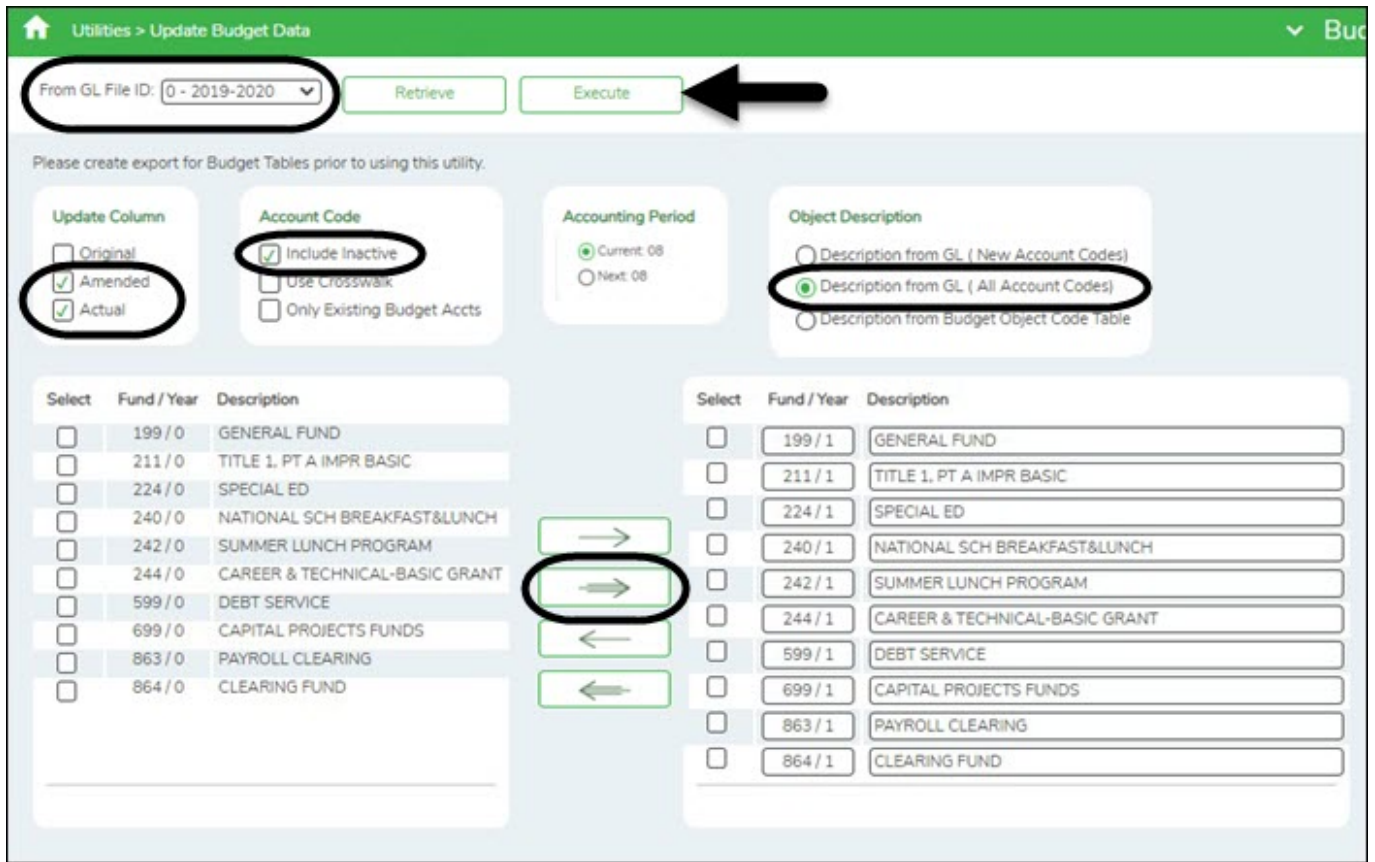 Utilities > Update Budget Data
Bud
From GL File ID: 0 - 2019-2020
Retrieve
Execute
Please create export for Budget Tables prior to using this utility.
Update Column
Original
Amended
Actual
Account Code
Include Inactive
Use Crosswalk
Only Existing Budget Accts
Accounting Period
Current: 08
Next: 08
Object Description
Description from GL ( New Account Codes)
Description from GL ( All Account Codes)
Description from Budget Object Code Table
Select Fund / Year Description
199 / 0 GENERAL FUND
211 / 0 TITLE 1, PT A IMPR BASIC
224 / 0 SPECIAL ED
240 / 0 NATIONAL SCH BREAKFAST&LUNCH
242 / 0 SUMMER LUNCH PROGRAM
244 / 0 CAREER & TECHNICAL-BASIC GRANT
599 / 0 DEBT SERVICE
699 / 0 CAPITAL PROJECTS FUNDS
863 / 0 PAYROLL CLEARING
864 / 0 CLEARING FUND
Select Fund / Year Description
199 / 1 GENERAL FUND
211 / 1 TITLE 1, PT A IMPR BASIC
224 / 1 SPECIAL ED
240 / 1 NATIONAL SCH BREAKFAST&LUNCH
242 / 1 SUMMER LUNCH PROGRAM
244 / 1 CAREER & TECHNICAL-BASIC GRANT
599 / 1 DEBT SERVICE
699 / 1 CAPITAL PROJECTS FUNDS
863 / 1 PAYROLL CLEARING
864 / 1 CLEARING FUND